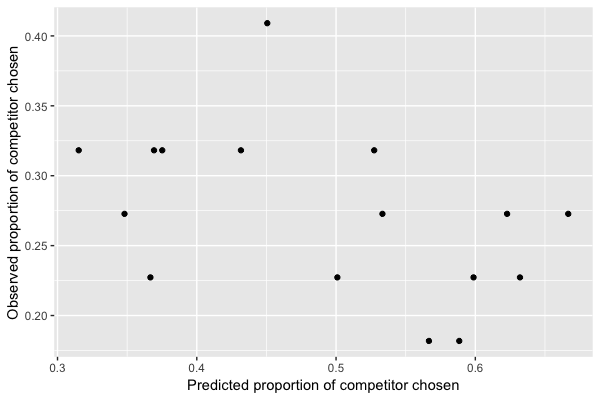 Observed proportion of competitor chosen
0.40
0.35
0.30
0.25
0.20
0.3 0.4 0.5 0.6
Predicted proportion of competitor chosen